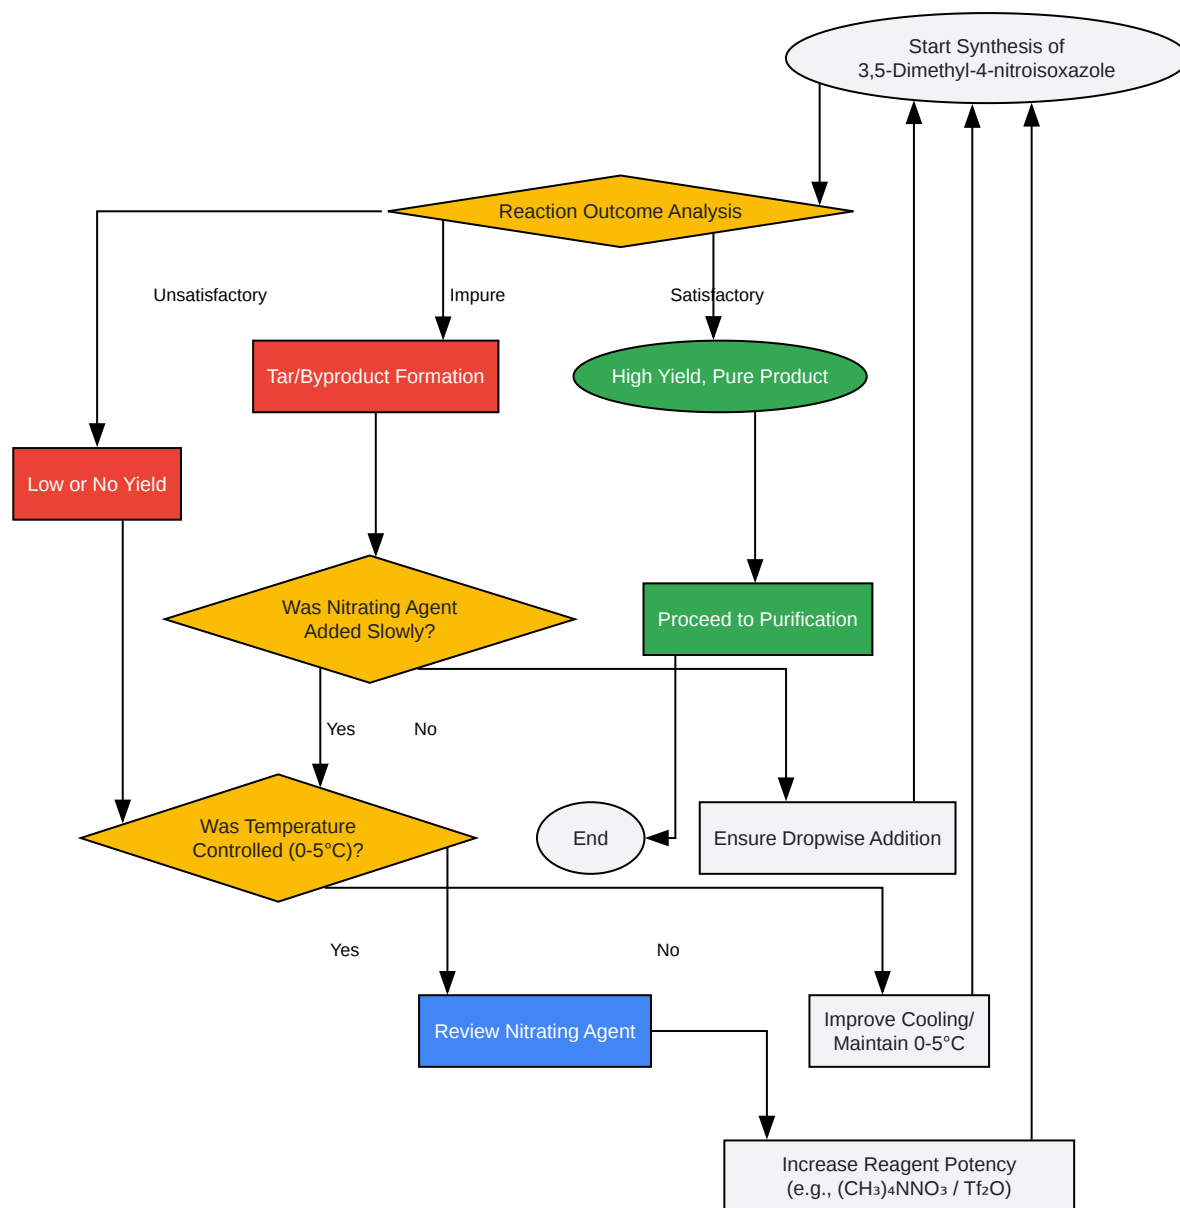 Start Synthesis of
3,5-Dimethyl-4-nitroisoxazole
Reaction Outcome Analysis
Unsatisfactory
Impure
Satisfactory
Tar/Byproduct Formation
High Yield, Pure Product
Low or No Yield
Was Nitrating Agent
Added Slowly?
Proceed to Purification
Yes
No
Was Temperature
Controlled (0-5°C)?
End
Ensure Dropwise Addition
Yes
No
Review Nitrating Agent
Improve Cooling/
Maintain 0-5°C
Increase Reagent Potency
(e.g., (CH₃)₄NNO₃ / Tf₂O)